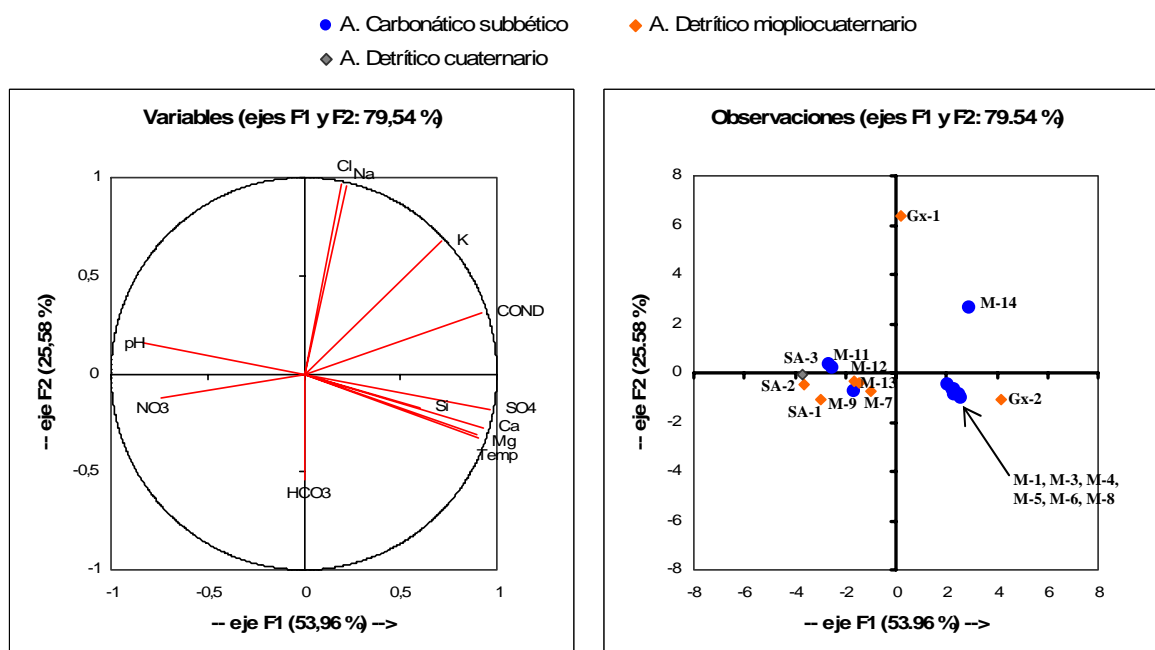 A. Carbonático subbético
A. Detrítico miopliocuaternario
A. Detrítico cuaternario
Variables (ejes F1 y F2: 79,54 %)
Cl
Na
K
COND
pH
NO3
Si
SO4
Ca
Mg
Temp
HCO3
1
0,5
0
-0,5
-1
-1
-0,5
0
0,5
1
-- eje F2 (25,58 %) -->
-- eje F1 (53,96 %) -->
Observaciones (ejes F1 y F2: 79.54 %)
Gx-1
M-14
SA-3
M-11
M-12
SA-2
M-13
SA-1
M-9
M-7
Gx-2
M-1, M-3, M-4,
M-5, M-6, M-8
8
6
4
2
0
-2
-4
-6
-8
-8
-6
-4
-2
0
2
4
6
8
-- eje F2 (25.58 %) -->
-- eje F1 (53.96 %) -->